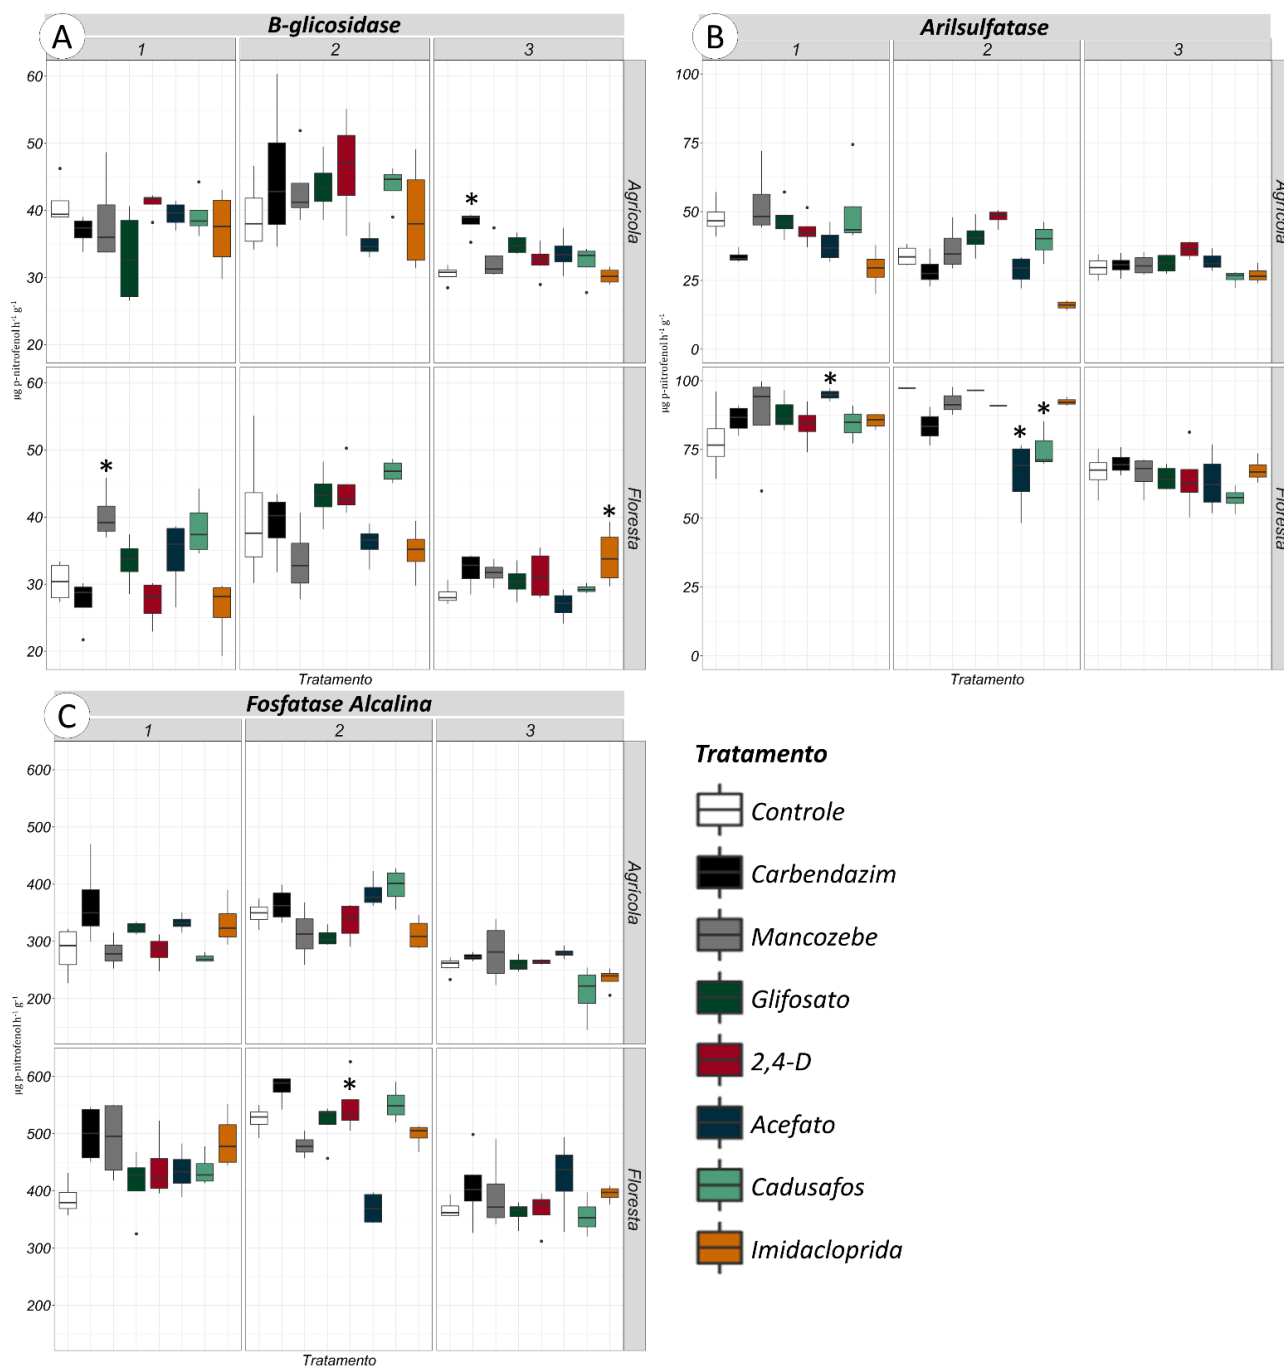 A
B-glicosidase
1
2
3
60
50
40
30
20
Agrícola
60
50
40
30
20
Floresta
µg p-nitrofenol h⁻¹ g⁻¹
*
*
*
Tratamento
B
Arilsulfatase
1
2
3
100
75
50
25
0
Agrícola
100
75
50
25
0
Floresta
µg p-nitrofenol h⁻¹ g⁻¹
*
*
*
Tratamento
C
Fosfatase Alcalina
1
2
3
600
500
400
300
200
Agrícola
600
500
400
300
200
Floresta
µg p-nitrofenol h⁻¹ g⁻¹
*
Tratamento
Tratamento
Controle
Carbendazim
Mancozebe
Glifosato
2,4-D
Acefato
Cadusafos
Imidacloprida